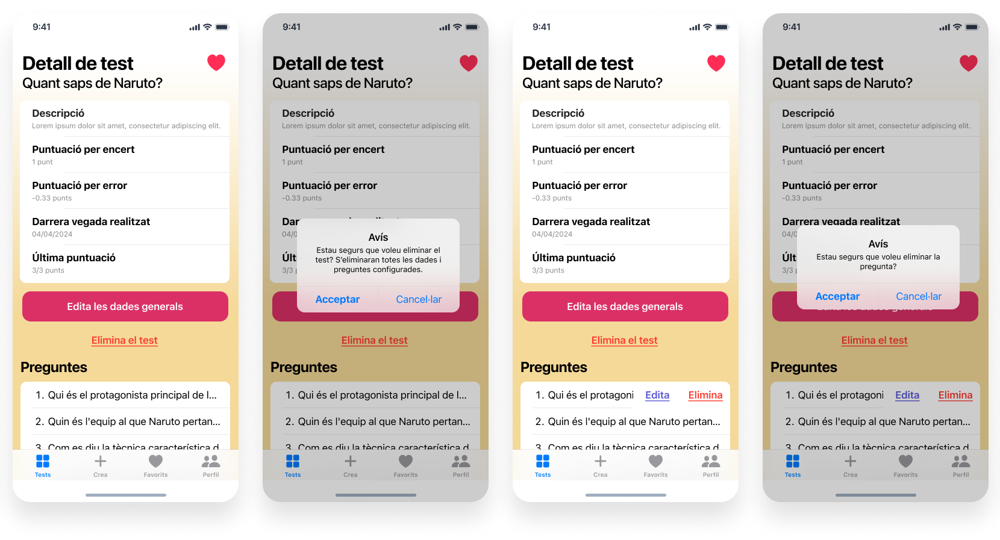 9:41
Detall de test
Quant saps de Naruto?
Descripció
Lorem ipsum dolor sit amet, consectetur adipiscing elit.
Puntuació per encert
1 punt
Puntuació per error
-0.33 punts
Darrera vegada realitzat
04/04/2024
Última puntuació
3/3 punts
Edita les dades generals
Elimina el test
Preguntes
1. Qui és el protagonista principal de l...
2. Quin és l'equip al que Naruto pertan...
3. Com es diu la tècnica característica d
Tests
Crea
Favorits
Perfil
9:41
Detall de test
Quant saps de Naruto?
Descripció
Lorem ipsum dolor sit amet, consectetur adipiscing elit.
Puntuació per encert
1 punt
Puntuació per error
-0.33 punts
Avís
Estau segurs que voleu eliminar el
test? S'eliminaran totes les dades i
preguntes configurades.
Acceptar
Cancel·lar
Elimina el test
Preguntes
1. Qui és el protagonista principal de l...
2. Quin és l'equip al que Naruto pertan...
3. Com es diu la tècnica característica d
Tests
Crea
Favorits
Perfil
9:41
Detall de test
Quant saps de Naruto?
Descripció
Lorem ipsum dolor sit amet, consectetur adipiscing elit.
Puntuació per encert
1 punt
Puntuació per error
-0.33 punts
Darrera vegada realitzat
04/04/2024
Última puntuació
3/3 punts
Edita les dades generals
Elimina el test
Preguntes
1. Qui és el protagoni
Edita
Elimina
2. Quin és l'equip al que Naruto pertan...
3. Com es diu la tècnica característica d
Tests
Crea
Favorits
Perfil
9:41
Detall de test
Quant saps de Naruto?
Descripció
Lorem ipsum dolor sit amet, consectetur adipiscing elit.
Puntuació per encert
1 punt
Puntuació per error
-0.33 punts
Darrera vegada realitzat
Avís
Estau segurs que voleu eliminar la
pregunta?
Acceptar
Cancel·lar
Elimina el test
Preguntes
1. Qui és el protagoni
Edita
Elimina
2. Quin és l'equip al que Naruto pertan...
3. Com es diu la tècnica característica d
Tests
Crea
Favorits
Perfil